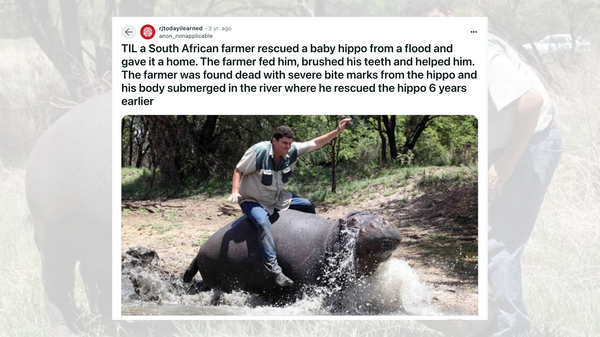 r/todayilearned • 3 yr. ago
arion_nonapplicable
TIL a South African farmer rescued a baby hippo from a flood and
gave it a home. The farmer fed him, brushed his teeth and helped him.
The farmer was found dead with severe bite marks from the hippo and
his body submerged in the river where he rescued the hippo 6 years
earlier